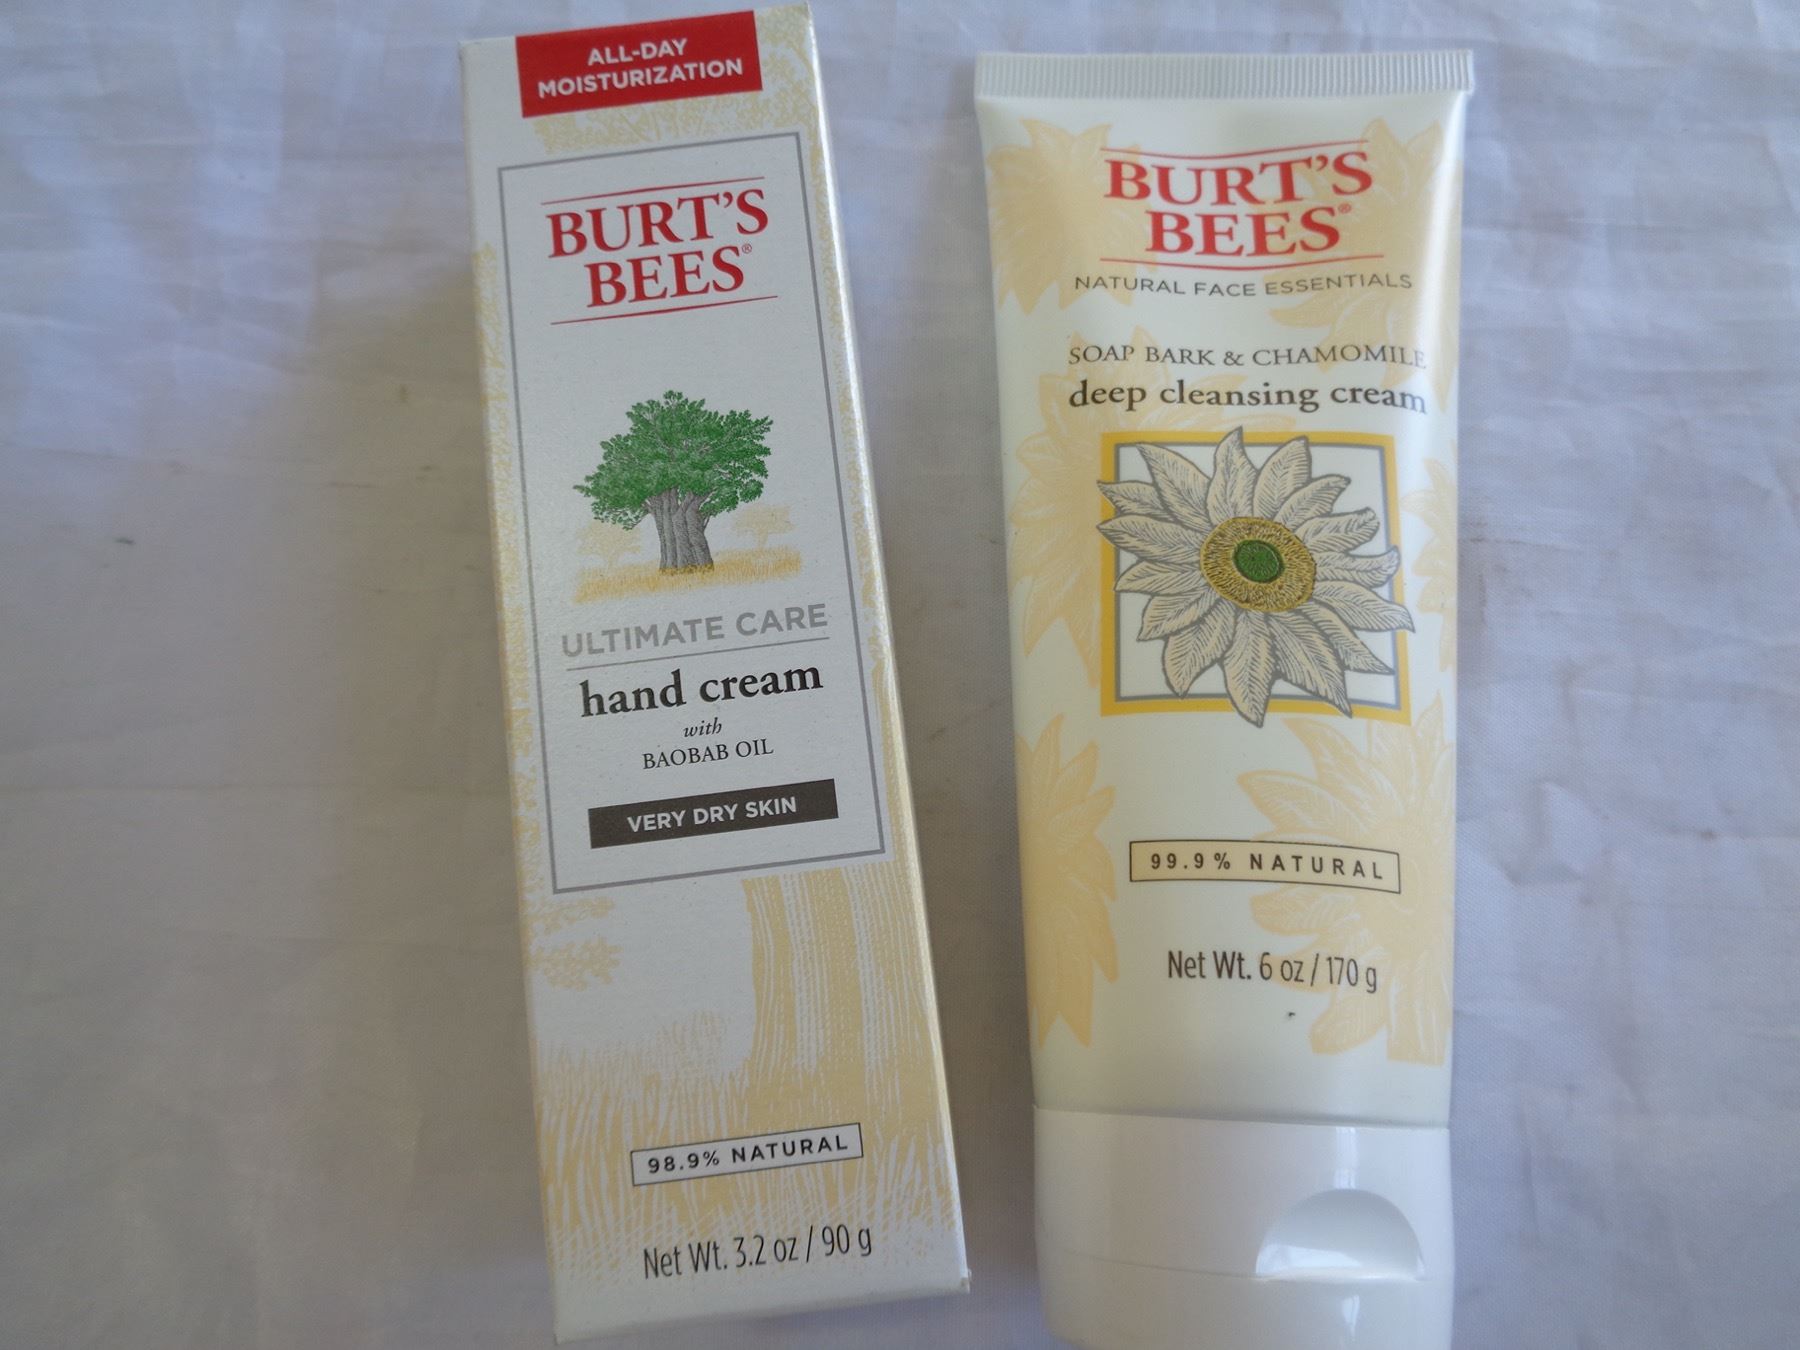 ALL-DAY
MOISTURIZATION
BURT'S
BEES®
ULTIMATE CARE
hand cream
with
BAOBAB OIL
VERY DRY SKIN
98.9% NATURAL
Net Wt. 3.2 oz / 90 g
BURT'S
BEES®
NATURAL FACE ESSENTIALS
SOAP BARK & CHAMOMILE
deep cleansing cream
99.9% NATURAL
Net Wt. 6 oz / 170 g